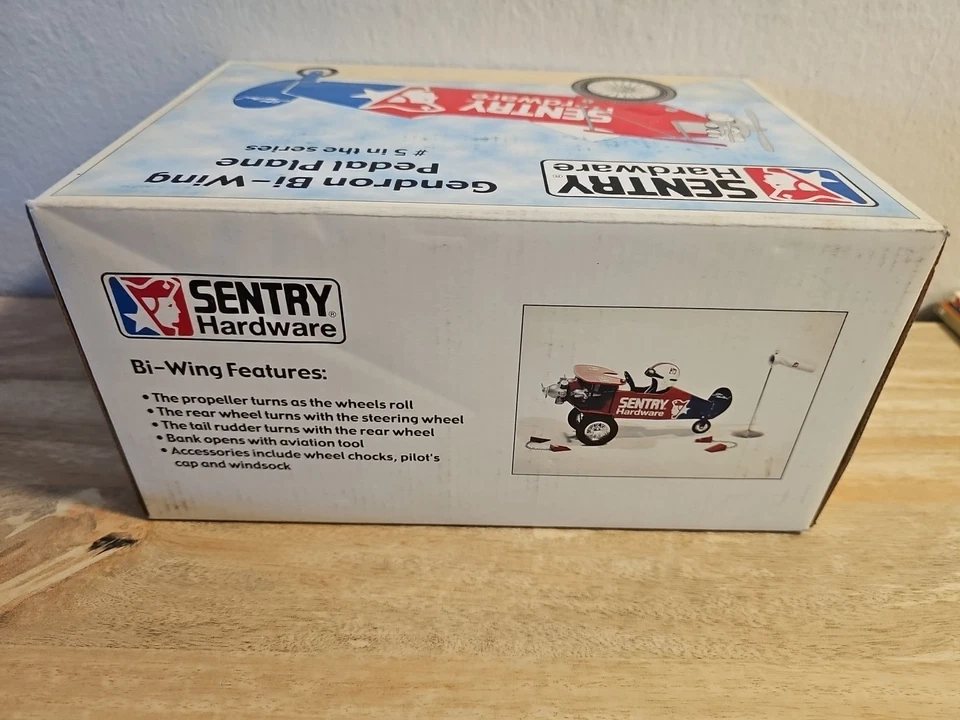 SENTRY
Hardware
Gendron Bi-Wing
Pedal Plane
# 5 in the series
SENTRY®
Hardware
SENTRY®
Hardware
Bi-Wing Features:
• The propeller turns as the wheels roll
• The rear wheel turns with the steering wheel
• The tail rudder turns with the rear wheel
• Bank opens with aviation tool
• Accessories include wheel chocks, pilot's
cap and windsock
SENTRY
Hardware